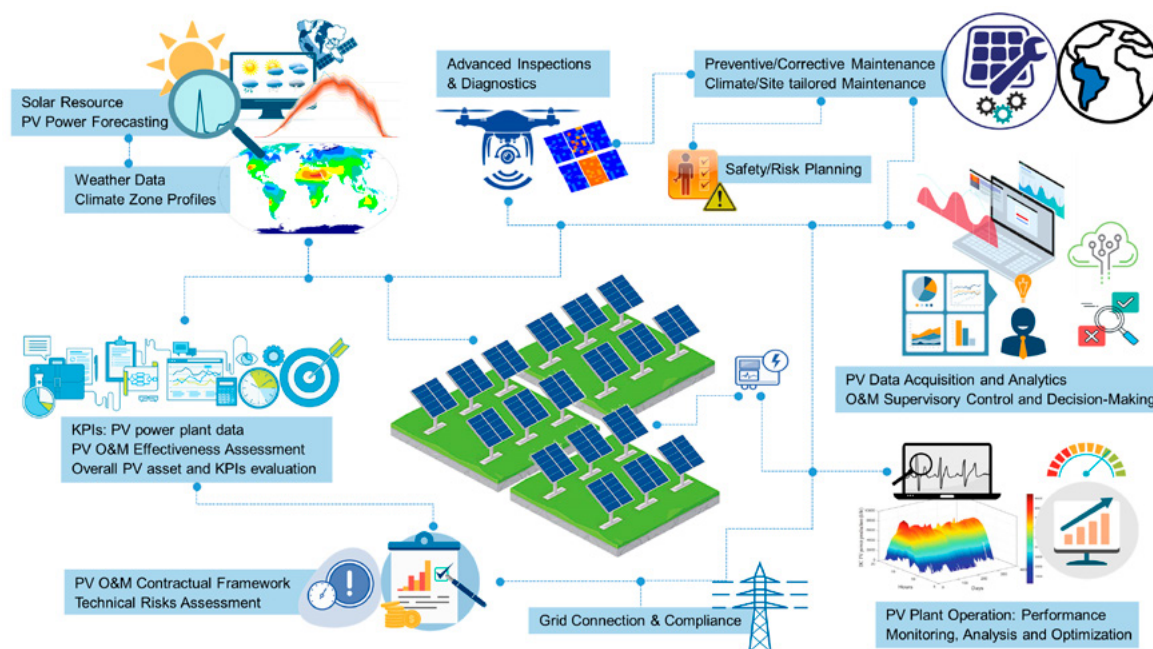 Solar Resource
PV Power Forecasting
Weather Data
Climate Zone Profiles
Advanced Inspections
& Diagnostics
Preventive/Corrective Maintenance
Climate/Site tailored Maintenance
Safety/Risk Planning
PV Data Acquisition and Analytics
O&M Supervisory Control and Decision-Making
KPIs: PV power plant data
PV O&M Effectiveness Assessment
Overall PV asset and KPIs evaluation
PV O&M Contractual Framework
Technical Risks Assessment
Grid Connection & Compliance
Hours
Days
PV Plant Operation: Performance
Monitoring, Analysis and Optimization